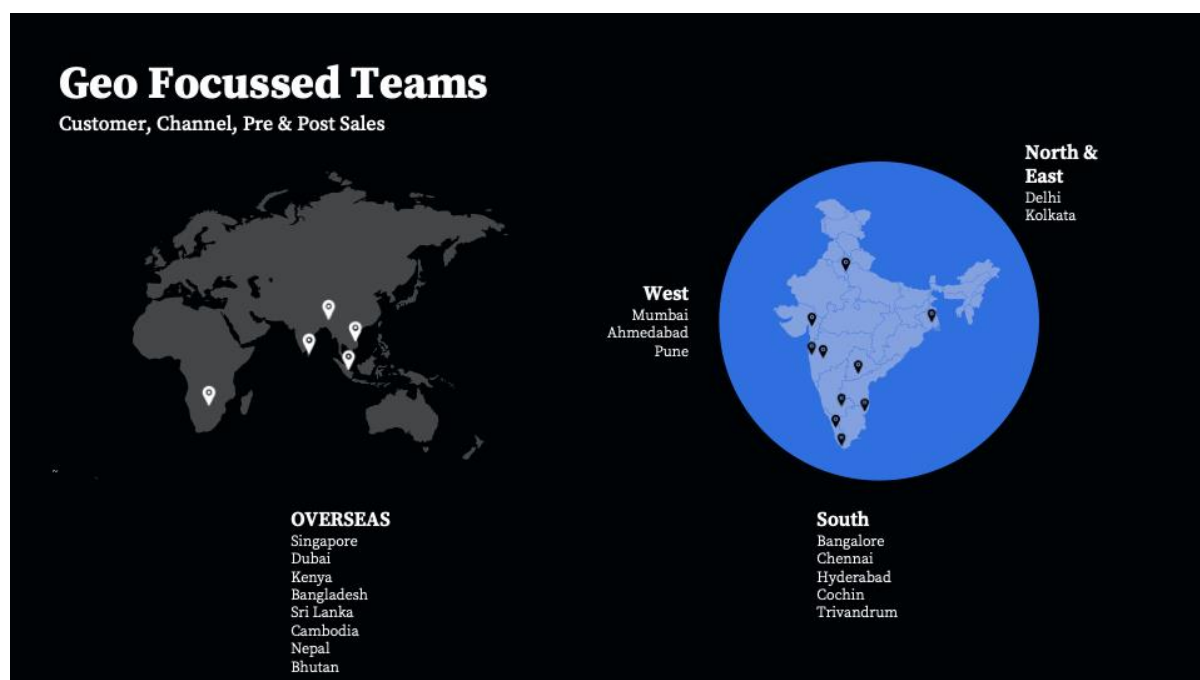 Geo Focussed Teams
Customer, Channel, Pre & Post Sales
North &
East
Delhi
Kolkata
West
Mumbai
Ahmedabad
Pune
~
OVERSEAS
Singapore
Dubai
Kenya
Bangladesh
Sri Lanka
Cambodia
Nepal
Bhutan
South
Bangalore
Chennai
Hyderabad
Cochin
Trivandrum